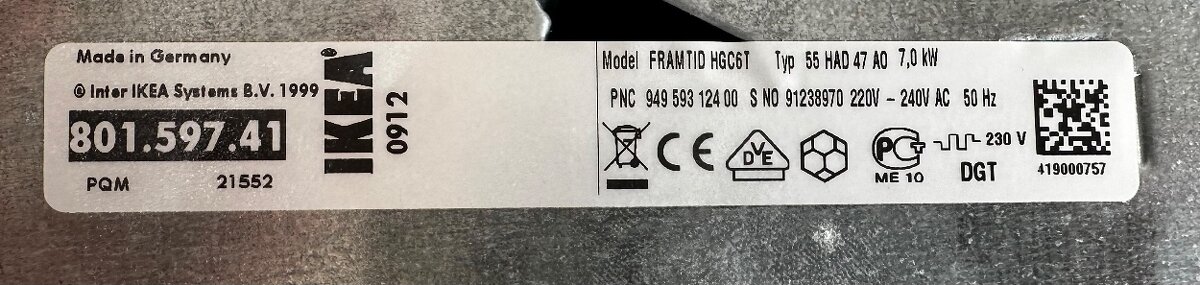 Made in Germany
© Inter IKEA Systems B.V. 1999
801.597.41
PQM 21552
IKEA®
0912
Model FRAMTID HGC6T Typ 55 HAD 47 AO 7,0 kW
PNC 949 593 124 00 S NO 91238970 220V – 240V AC 50 Hz
CE
DVE
PCT
ME 10
230 V
DGT
419000757